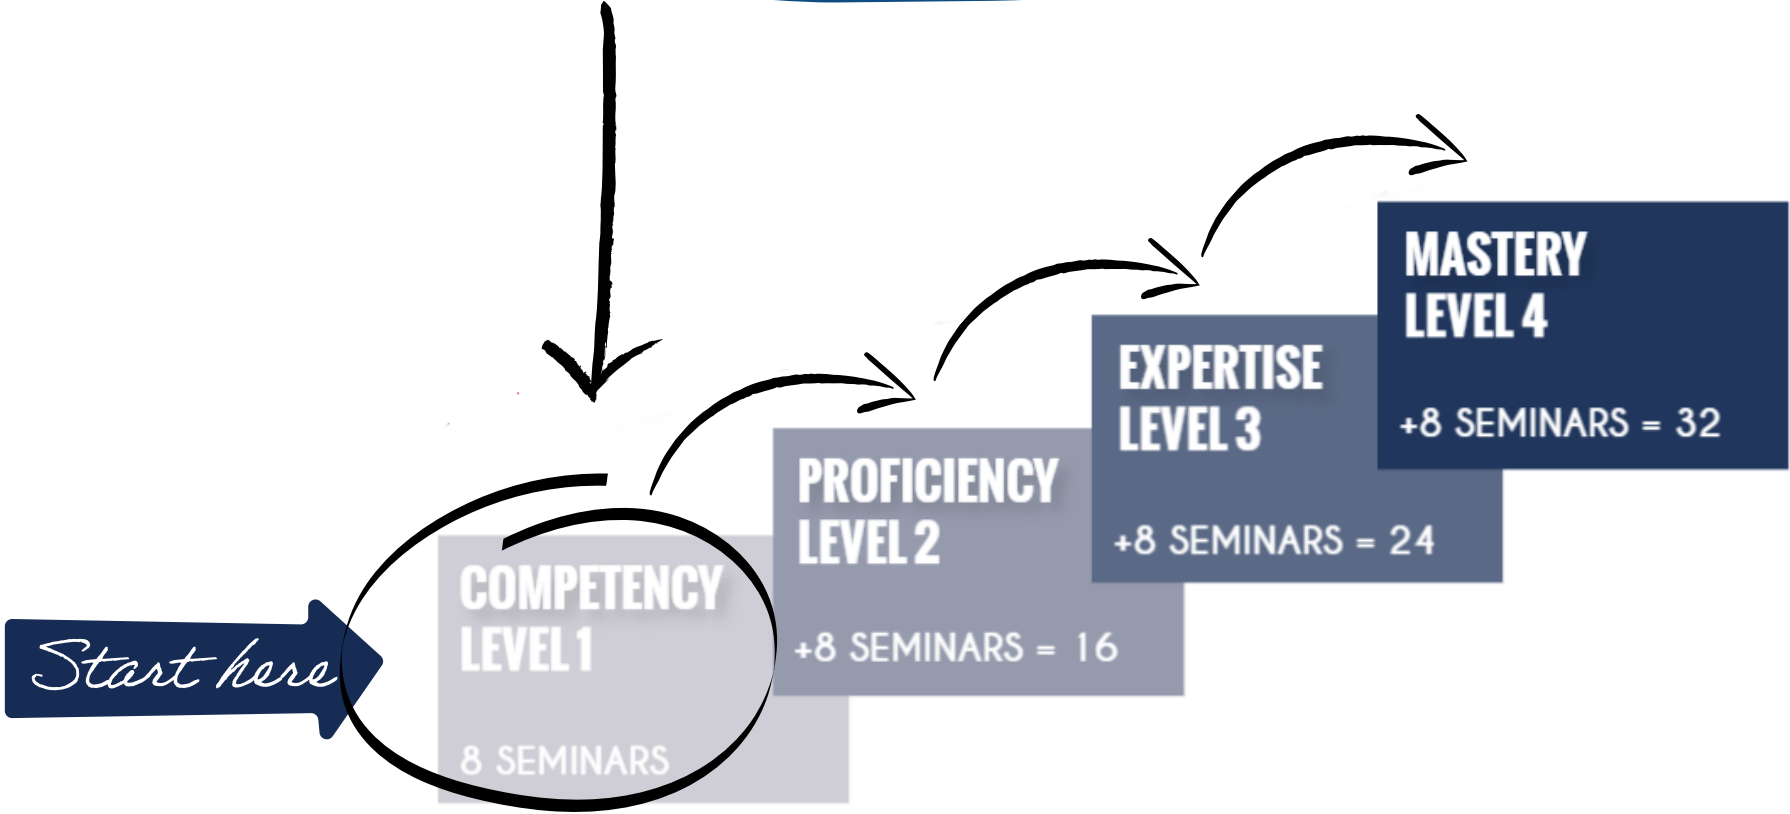 Start here
COMPETENCY
LEVEL 1
8 SEMINARS
PROFICIENCY
LEVEL 2
+8 SEMINARS = 16
EXPERTISE
LEVEL 3
+8 SEMINARS = 24
MASTERY
LEVEL 4
+8 SEMINARS = 32